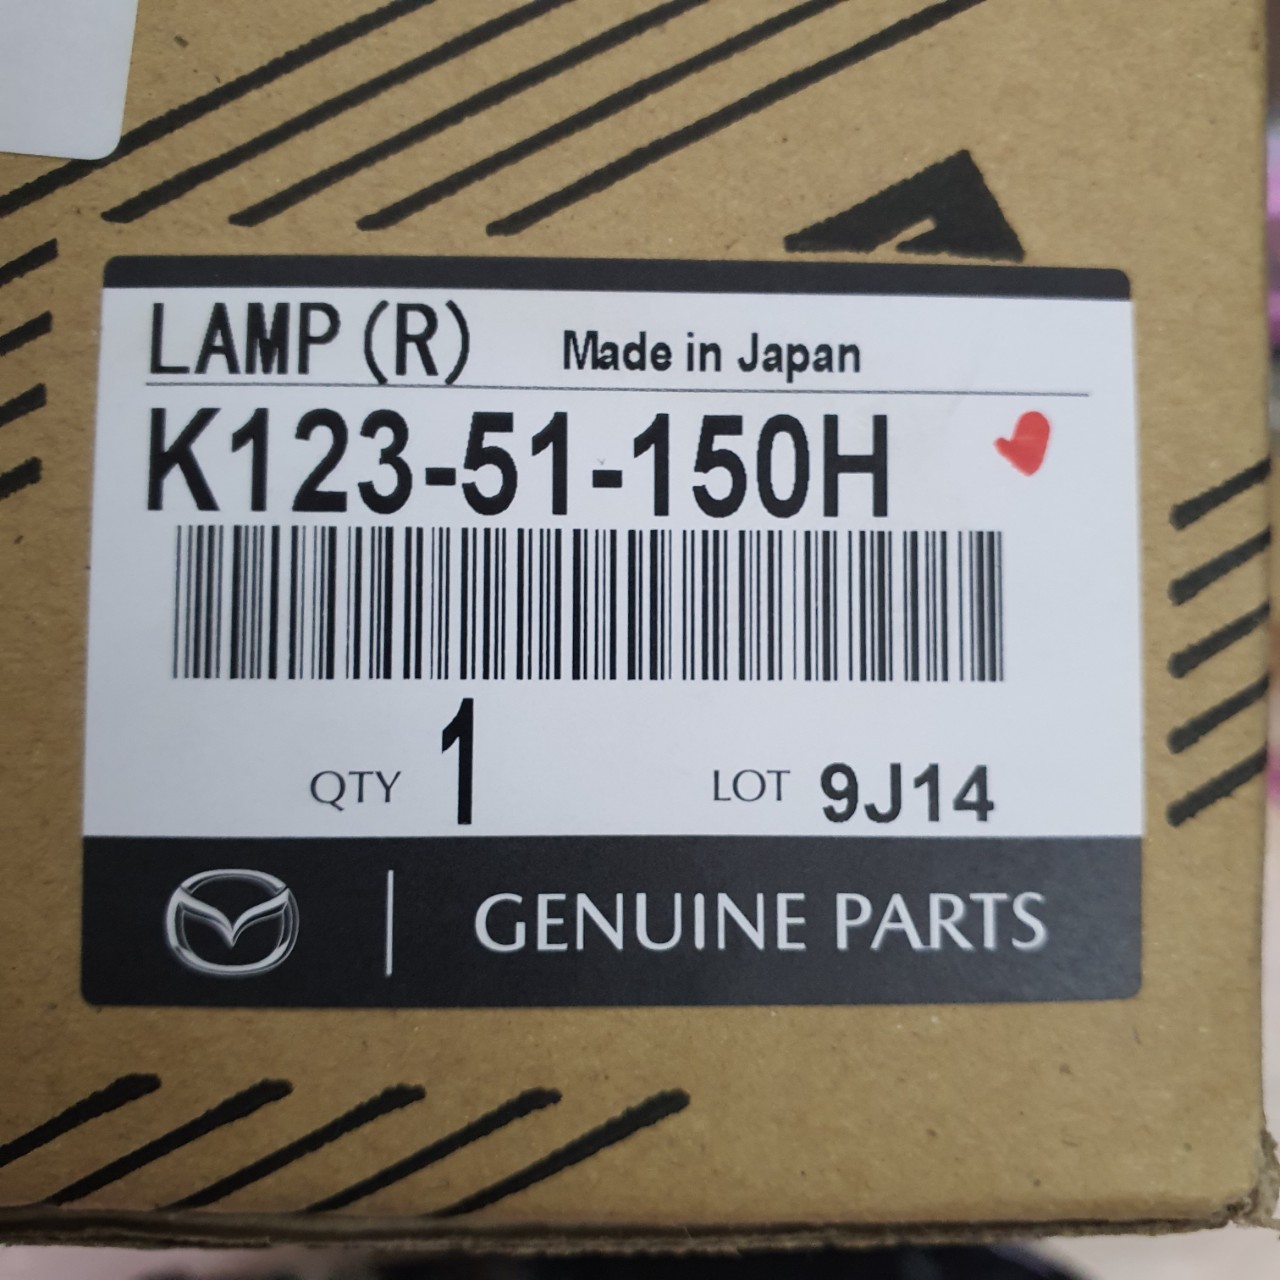 LAMP(R) Made in Japan
K123-51-150H
QTY 1 LOT 9J14
GENUINE PARTS